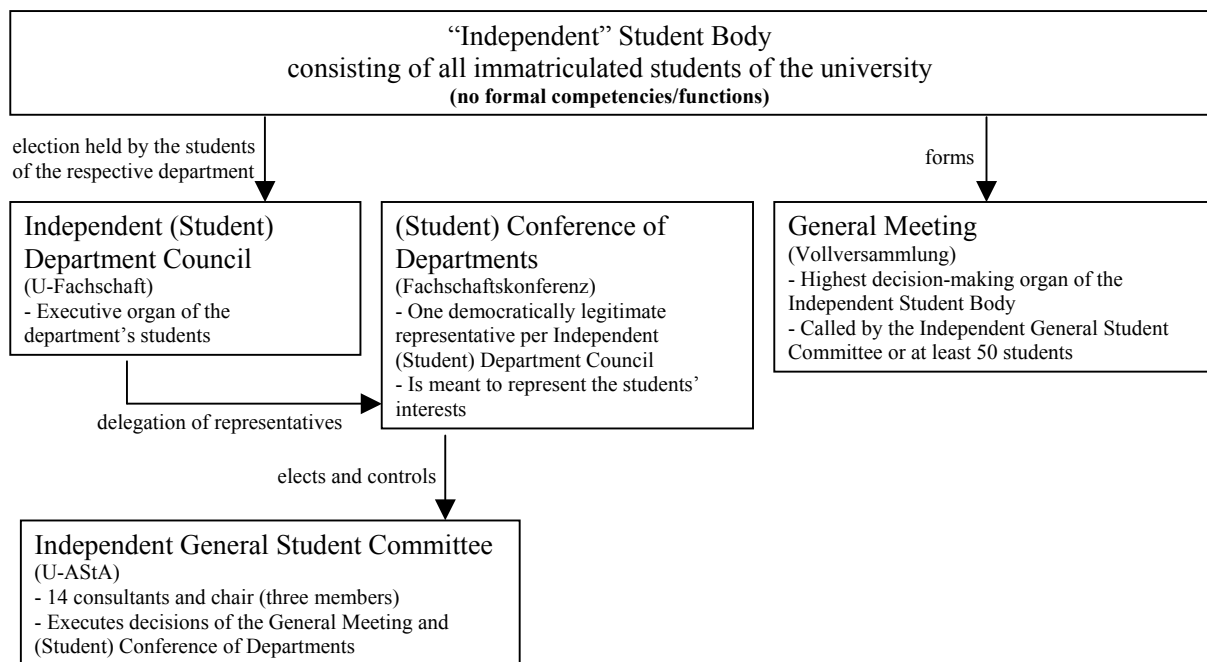 “Independent” Student Body
consisting of all immatriculated students of the university
(no formal competencies/functions)
election held by the students
of the respective department
forms
Independent (Student)
Department Council
(U-Fachschaft)
- Executive organ of the
department’s students
(Student) Conference of
Departments
(Fachschaftskonferenz)
- One democratically legitimate
representative per Independent
(Student) Department Council
- Is meant to represent the students’
interests
General Meeting
(Vollversammlung)
- Highest decision-making organ of the
Independent Student Body
- Called by the Independent General Student
Committee or at least 50 students
delegation of representatives
elects and controls
Independent General Student Committee
(U-AStA)
- 14 consultants and chair (three members)
- Executes decisions of the General Meeting and
(Student) Conference of Departments